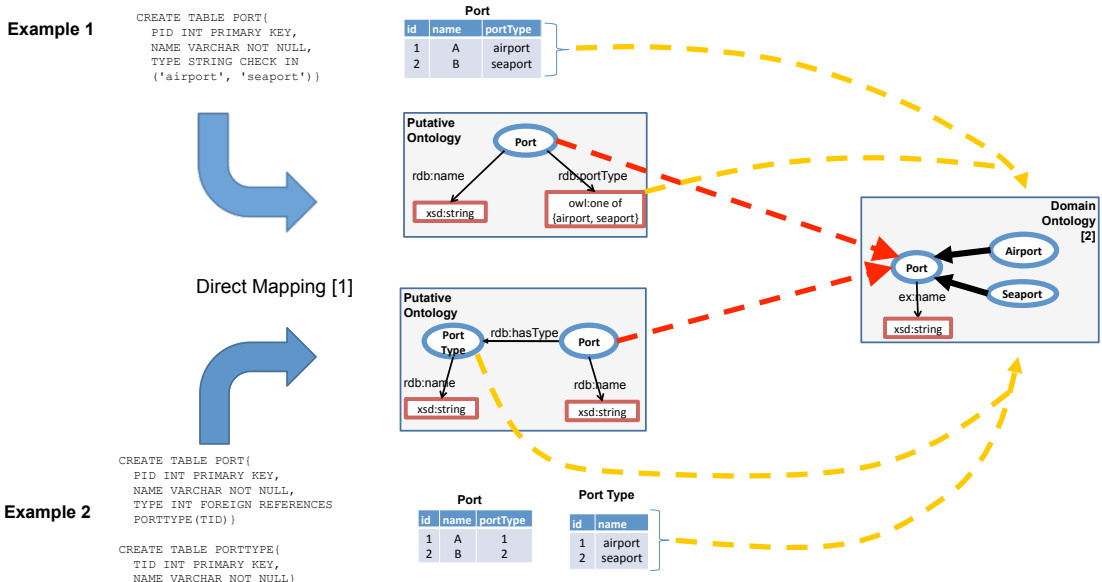 Example 1
CREATE TABLE PORT{
PID INT PRIMARY KEY,
NAME VARCHAR NOT NULL,
TYPE STRING CHECK IN
('airport', 'seaport')}
Port
id name portType
1 A airport
2 B seaport
Putative
Ontology
Port
rdb:name
rdb:portType
xsd:string
owl:one of
{airport, seaport}
Domain
Ontology
[2]
Airport
Port
Seaport
ex:name
xsd:string
Direct Mapping [1]
Putative
Ontology
Port
Type
rdb:hasType
Port
rdb:name
rdb:name
xsd:string
xsd:string
Example 2
CREATE TABLE PORT{
PID INT PRIMARY KEY,
NAME VARCHAR NOT NULL,
TYPE INT FOREIGN REFERENCES
PORTTYPE(TID)}
CREATE TABLE PORTTYPE{
TID INT PRIMARY KEY,
NAME VARCHAR NOT NULL}
Port
id name portType
1 A 1
2 B 2
Port Type
id name
1 airport
2 seaport